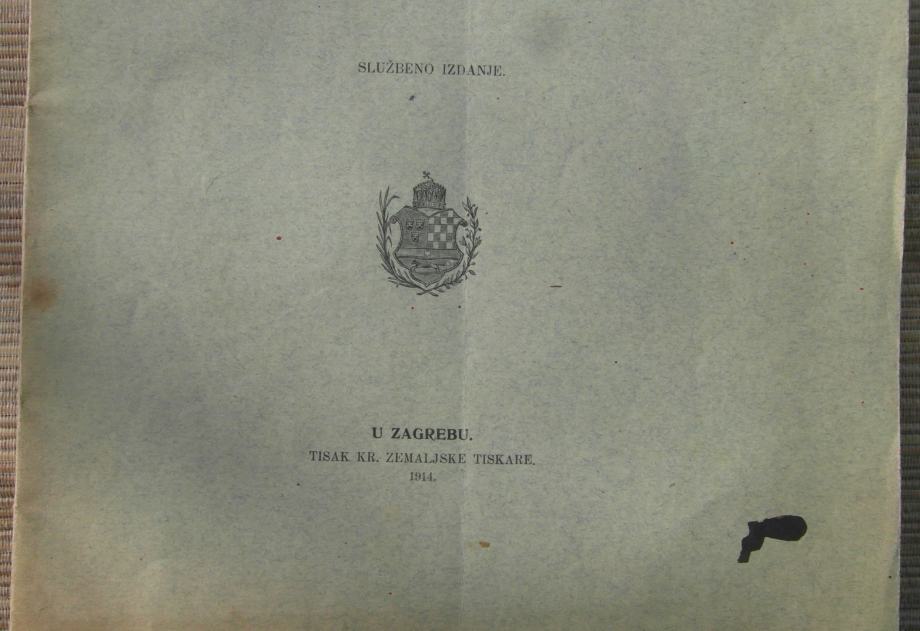 SLUŽBENO IZDANJE.
U ZAGREBU.
TISAK KR. ZEMALJSKE TISKARE.
1914.